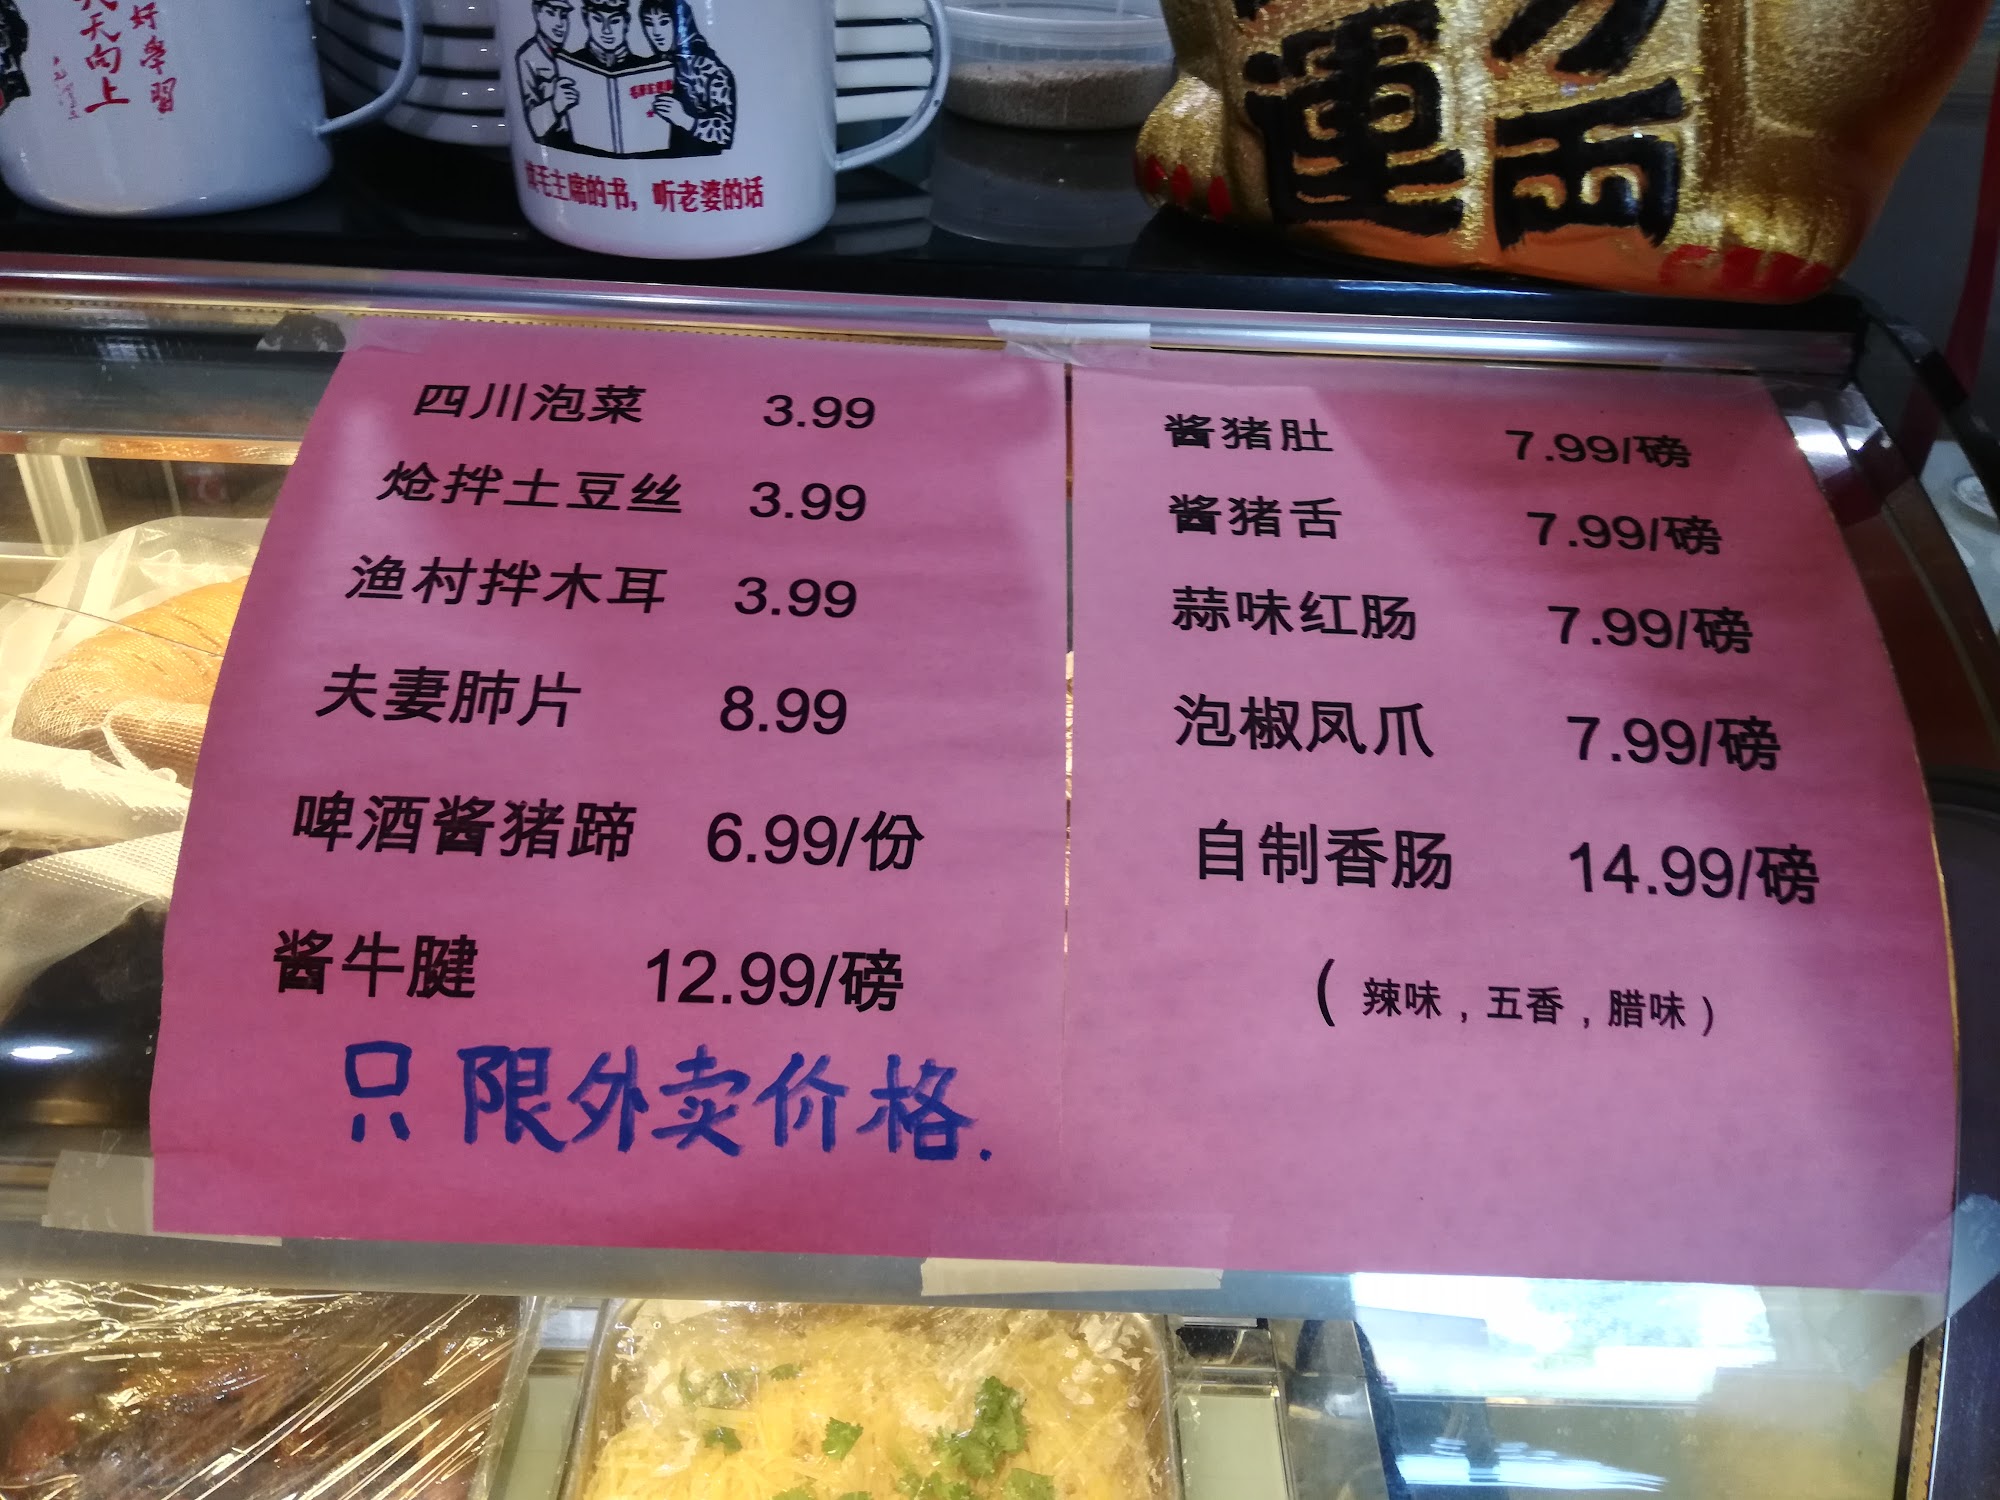 天向上
好好学習
读毛主席的书，听老婆的话
運
両
四川泡菜 3.99
炝拌土豆丝 3.99
渔村拌木耳 3.99
夫妻肺片 8.99
啤酒酱猪蹄 6.99/份
酱牛腱 12.99/磅
只限外卖价格.
酱猪肚 7.99/磅
酱猪舌 7.99/磅
蒜味红肠 7.99/磅
泡椒凤爪 7.99/磅
自制香肠 14.99/磅
(辣味，五香，腊味)